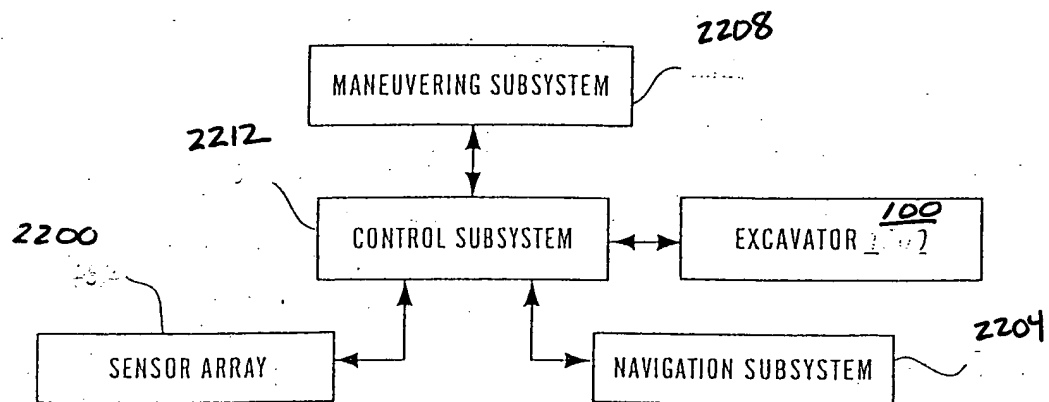 2208
MANEUVERING SUBSYSTEM
2212
CONTROL SUBSYSTEM
EXCAVATOR 100
2200
SENSOR ARRAY
NAVIGATION SUBSYSTEM
2204